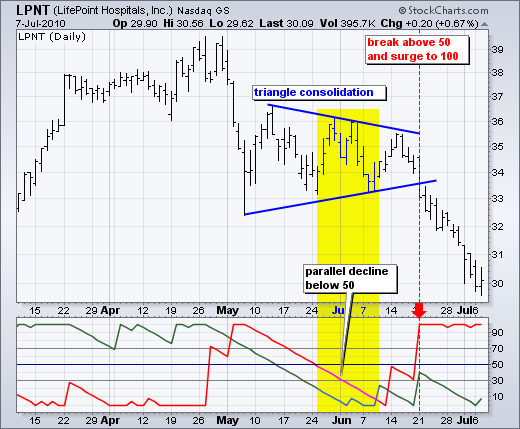 LPNT (LifePoint Hospitals, Inc.) Nasdaq GS © StockCharts.com
7-Jul-2010 Op 29.90 Hi 30.56 Lo 29.62 Last 30.09 Vol 395.7K Chg +0.20 (+0.67%)
LPNT (Daily)
break above 50
and surge to 100
triangle consolidation
39
38
37
36
35
34
33
32
31
30
parallel decline
below 50
15 22 29 Apr 12 19 26 May 10 17 24 Jun 7 14 21 28 Jul 6
90
70
50
30
10
15 22 29 Apr 12 19 26 May 10 17 24 Jun 7 14 21 28 Jul 6